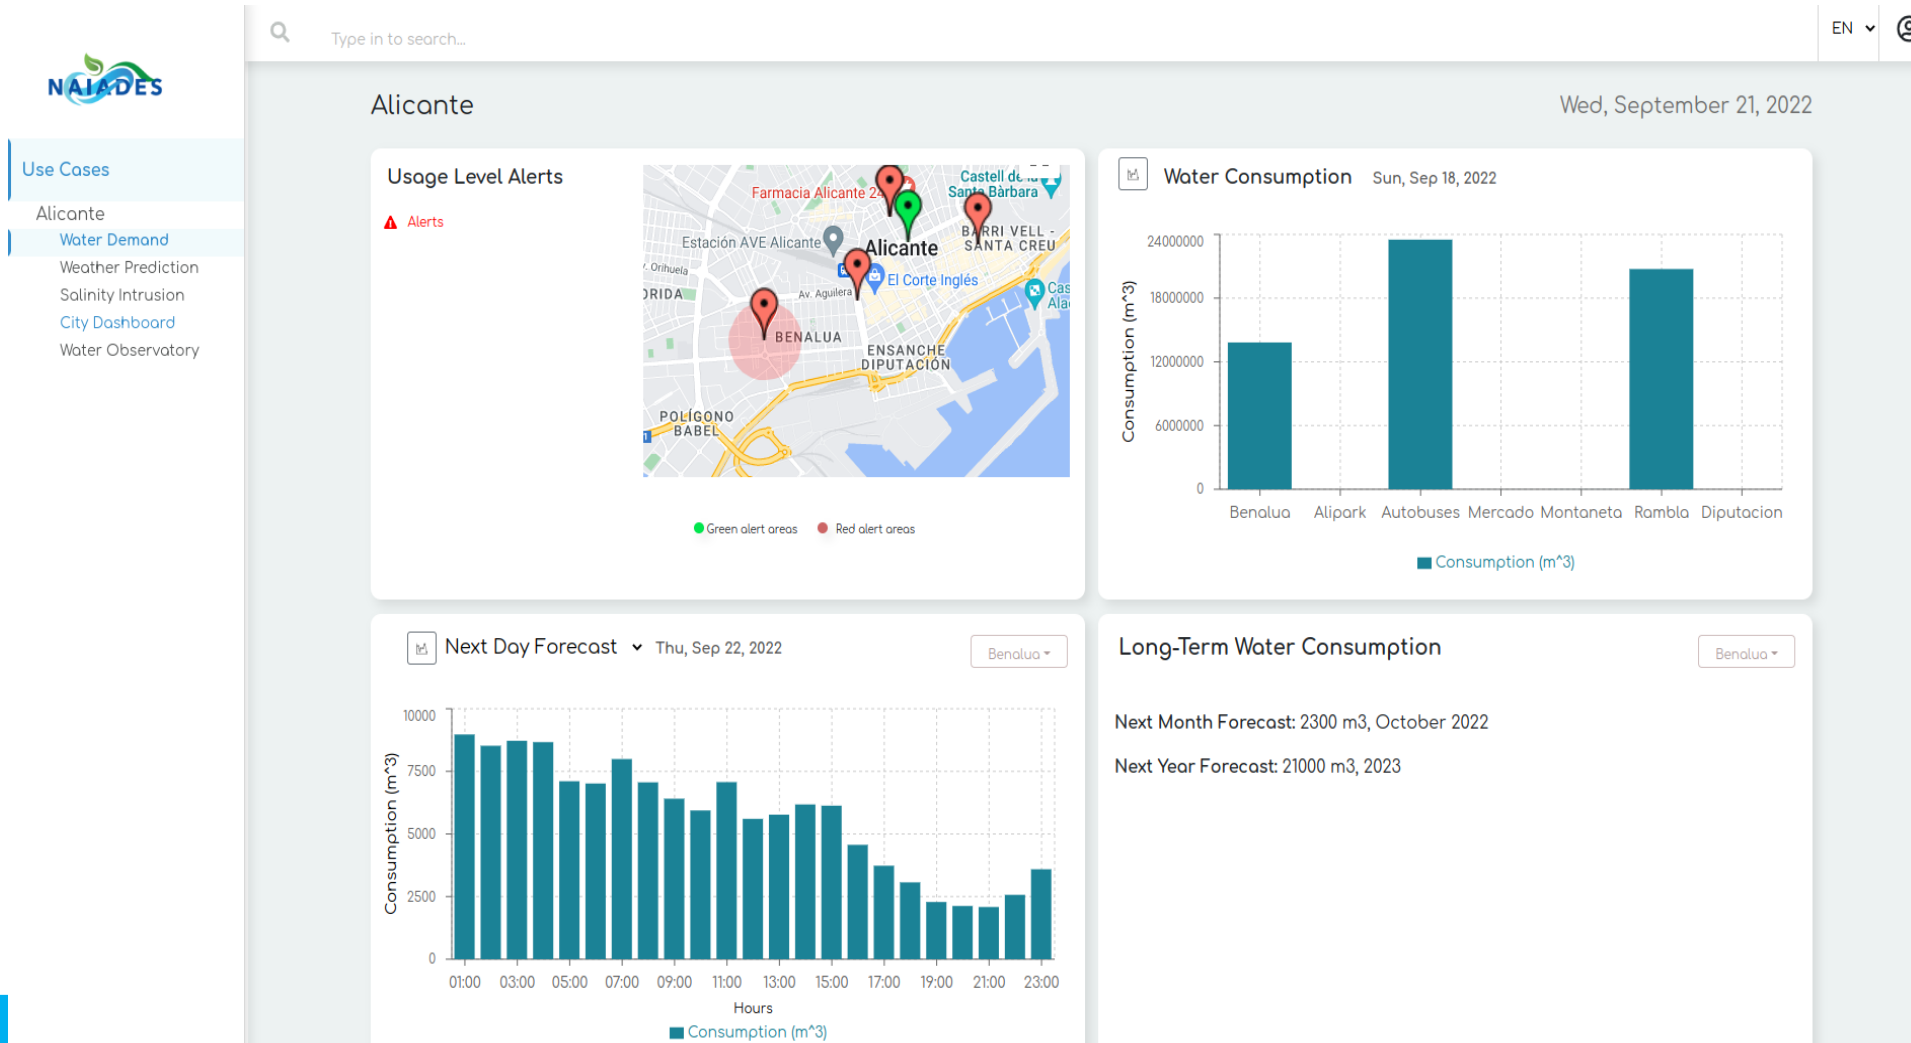 NAIADES
Type in to search...
EN
Use Cases
Alicante
Water Demand
Weather Prediction
Salinity Intrusion
City Dashboard
Water Observatory
Alicante
Wed, September 21, 2022
Usage Level Alerts
Alerts
Farmacia Alicante 24
Castell de la
Santa Bàrbara
Estación AVE Alicante
Alicante
BARRI VELL -
SANTA CREU
Orihuela
El Corte Inglés
Av. Aguilera
BENALUA
ENSANCHE
DIPUTACIÓN
POLÍGONO
BABEL
Green alert areas
Red alert areas
Water Consumption
Sun, Sep 18, 2022
Consumption (m^3)
24000000
18000000
12000000
6000000
0
Benalua Alipark Autobuses Mercado Montaneta Rambla Diputacion
Consumption (m^3)
Next Day Forecast
Thu, Sep 22, 2022
Benalua
Consumption (m^3)
10000
7500
5000
2500
0
01:00 03:00 05:00 07:00 09:00 11:00 13:00 15:00 17:00 19:00 21:00 23:00
Hours
Consumption (m^3)
Long-Term Water Consumption
Benalua
Next Month Forecast: 2300 m3, October 2022
Next Year Forecast: 21000 m3, 2023